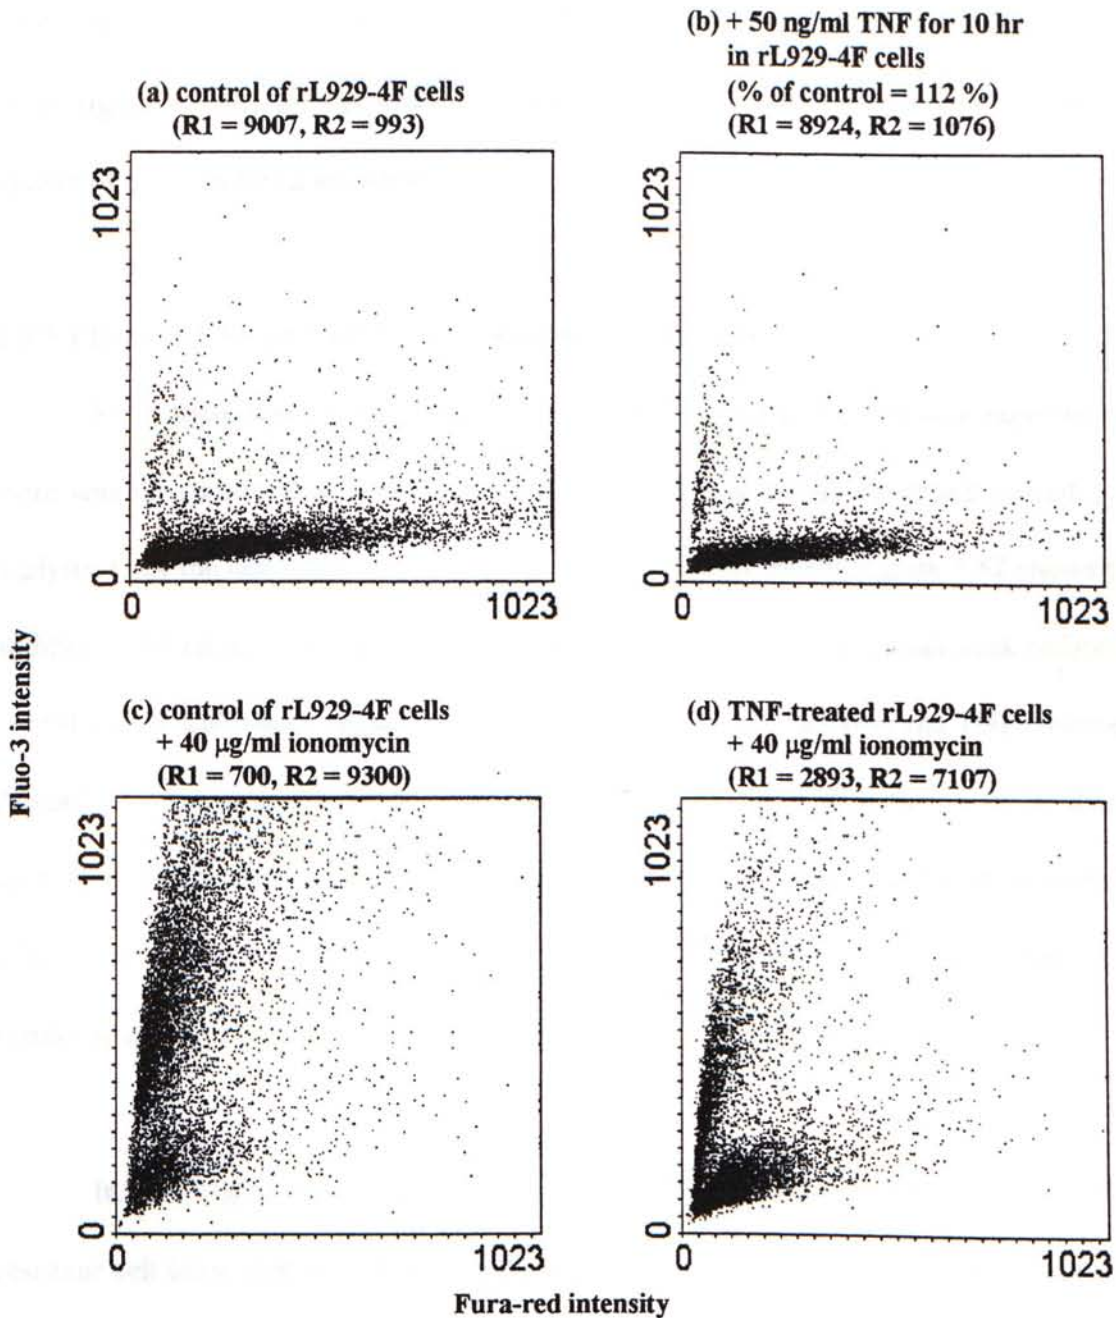 (a) control of rL929-4F cells
(R1 = 9007, R2 = 993)
1023
0
0
1023
(b) + 50 ng/ml TNF for 10 hr
in rL929-4F cells
(% of control = 112 %)
(R1 = 8924, R2 = 1076)
1023
0
0
1023
Fluo-3 intensity
(c) control of rL929-4F cells
+ 40 µg/ml ionomycin
(R1 = 700, R2 = 9300)
1023
0
0
1023
(d) TNF-treated rL929-4F cells
+ 40 µg/ml ionomycin
(R1 = 2893, R2 = 7107)
1023
0
0
1023
Fura-red intensity